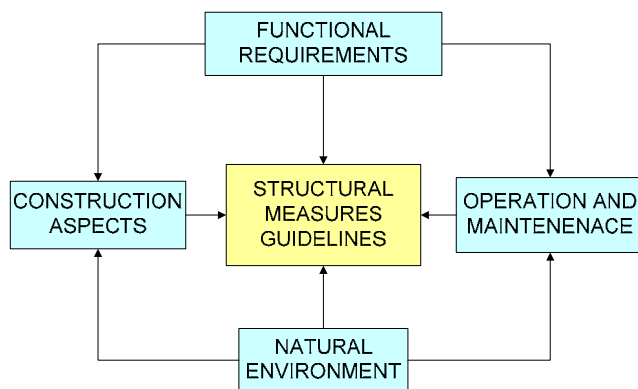 FUNCTIONAL
REQUIREMENTS
CONSTRUCTION
ASPECTS
STRUCTURAL
MEASURES
GUIDELINES
OPERATION AND
MAINTENENACE
NATURAL
ENVIRONMENT